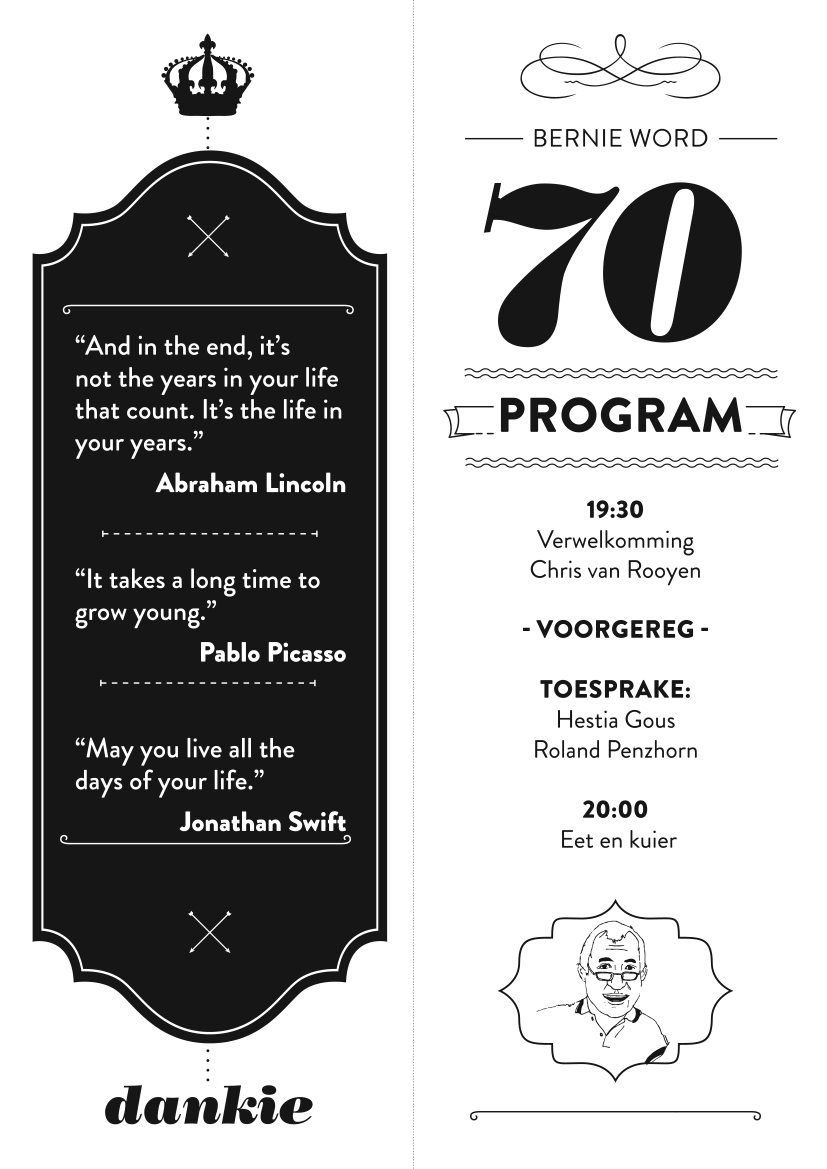 “And in the end, it’s
not the years in your life
that count. It’s the life in
your years.”
Abraham Lincoln
“It takes a long time to
grow young.”
Pablo Picasso
“May you live all the
days of your life.”
Jonathan Swift
dankie
BERNIE WORD
70
PROGRAM
19:30
Verwelkomming
Chris van Rooyen
- VOORGEREG -
TOESPRAKE:
Hestia Gous
Roland Penzhorn
20:00
Eet en kuier